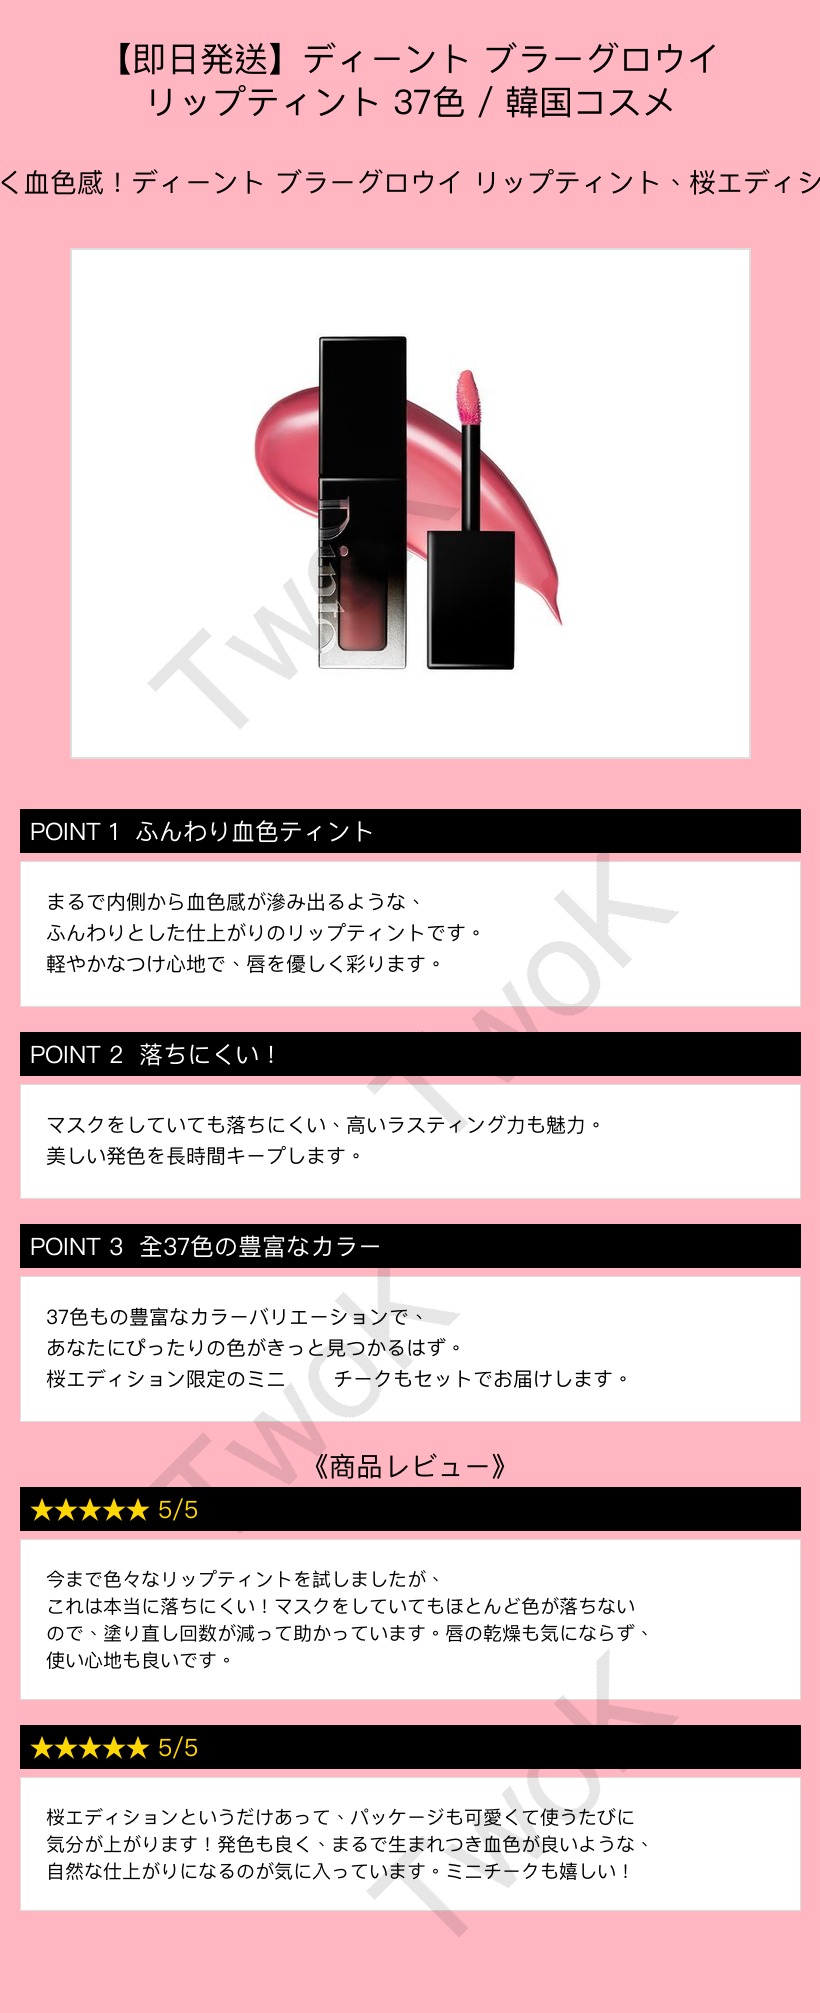 【即日発送】ディーント ブラーグロウイ
リップティント 37色 / 韓国コスメ
く血色感！ディーント ブラーグロウイ リップティント、桜エディシ
Dinto
TwoK
POINT 1 ふんわり血色ティント
まるで内側から血色感が滲み出るような、
ふんわりとした仕上がりのリップティントです。
軽やかなつけ心地で、唇を優しく彩ります。
TwoK
POINT 2 落ちにくい！
マスクをしていても落ちにくい、高いラスティング力も魅力。
美しい発色を長時間キープします。
POINT 3 全37色の豊富なカラー
37色もの豊富なカラーバリエーションで、
あなたにぴったりの色がきっと見つかるはず。
桜エディション限定のミニ　　チークもセットでお届けします。
TwoK
《商品レビュー》
★★★★★ 5/5
今まで色々なリップティントを試しましたが、
これは本当に落ちにくい！マスクをしていてもほとんど色が落ちない
ので、塗り直し回数が減って助かっています。唇の乾燥も気にならず、
使い心地も良いです。
★★★★★ 5/5
桜エディションというだけあって、パッケージも可愛くて使うたびに
気分が上がります！発色も良く、まるで生まれつき血色が良いような、
自然な仕上がりになるのが気に入っています。ミニチークも嬉しい！
TwoK